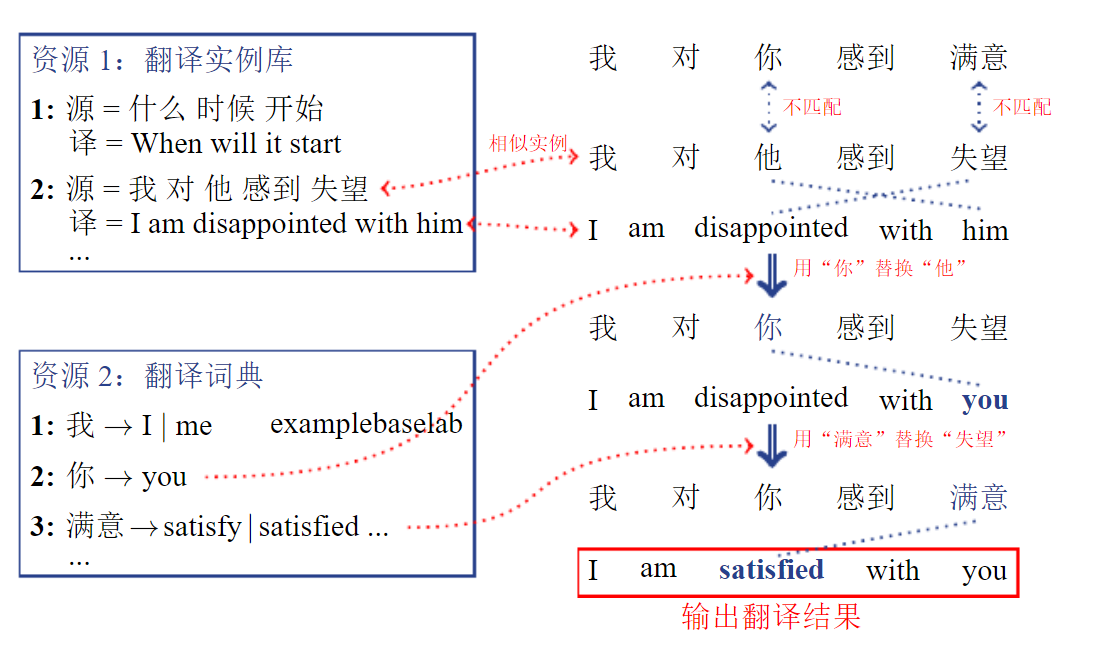 资源 1：翻译实例库
1: 源 = 什么 时候 开始
译 = When will it start
2: 源 = 我 对 他 感到 失望
译 = I am disappointed with him
...
资源 2：翻译词典
1: 我 → I | me examplebaselab
2: 你 → you
3: 满意 → satisfy | satisfied ...
...
相似实例
我 对 你 感到 满意
不匹配 不匹配
我 对 他 感到 失望
I am disappointed with him
用“你”替换“他”
我 对 你 感到 失望
I am disappointed with you
用“满意”替换“失望”
我 对 你 感到 满意
I am satisfied with you
输出翻译结果